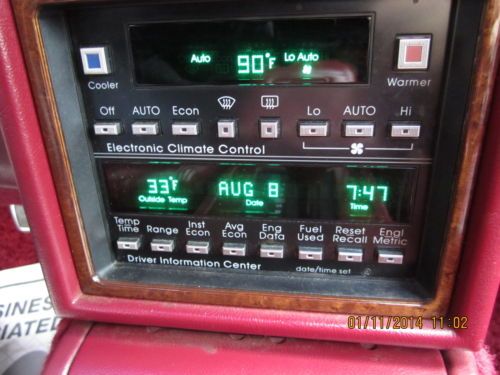 Auto 90°F Lo Auto
Cooler Warmer
Off AUTO Econ Lo AUTO Hi
Electronic Climate Control
33°F AUG 8 7:47
Outside Temp Date Time
Temp Time Range Inst Econ Avg Econ Eng Data Fuel Used Reset Recall Engl Metric
Driver Information Center date/time set
BUSINES
CIATED
01/11/2014 11:02